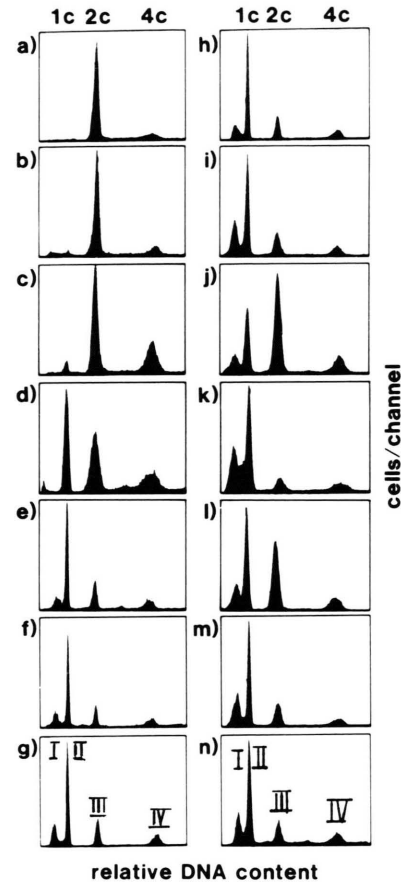 1c 2c 4c 1c 2c 4c
a) h)
b) i)
c) j)
d) k)
e) l)
f) m)
g) I II III IV n) I II III IV
cells/channel
relative DNA content